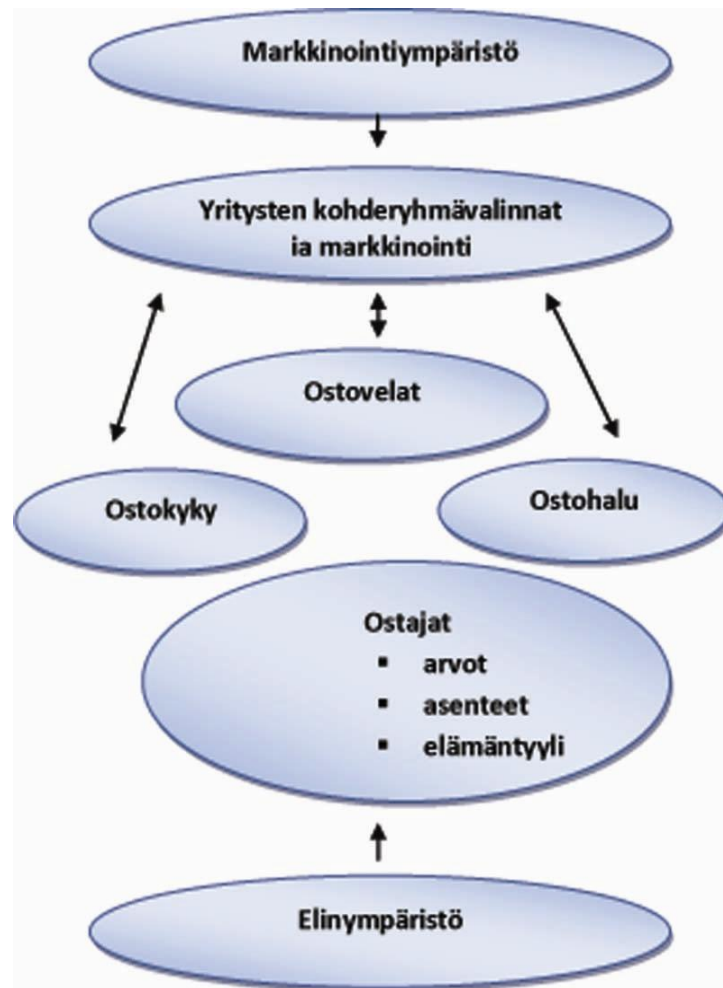 Markkinointiympäristö
Yritysten kohderyhmävalinnat
ia markkinointi
Ostovelat
Ostokyky
Ostohalu
Ostajat
▪ arvot
▪ asenteet
▪ elämäntyyli
Elinympäristö